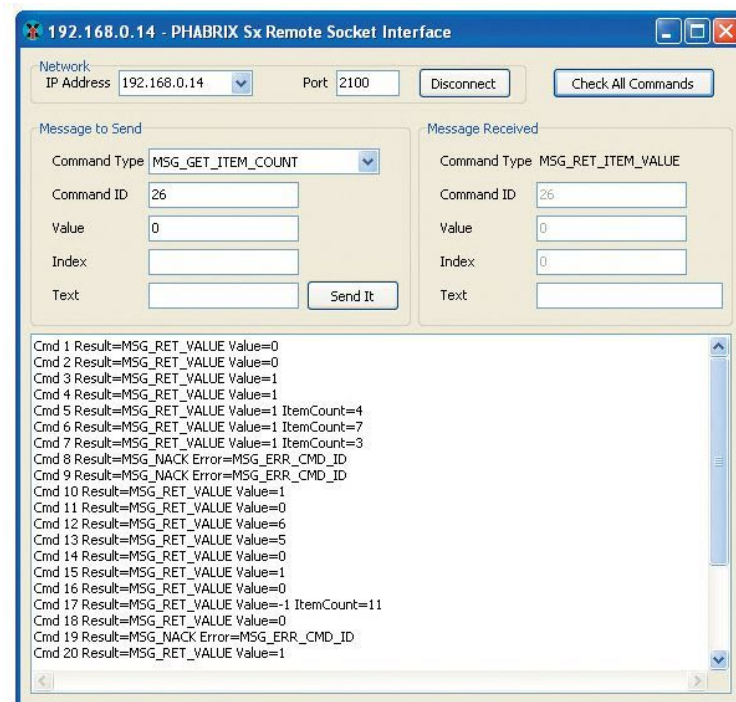 192.168.0.14 - PHABRIX Sx Remote Socket Interface
Network
IP Address 192.168.0.14 Port 2100 Disconnect Check All Commands
Message to Send
Command Type MSG_GET_ITEM_COUNT
Command ID 26
Value 0
Index
Text Send It
Message Received
Command Type MSG_RET_ITEM_VALUE
Command ID 26
Value 0
Index 0
Text
Cmd 1 Result=MSG_RET_VALUE Value=0
Cmd 2 Result=MSG_RET_VALUE Value=0
Cmd 3 Result=MSG_RET_VALUE Value=1
Cmd 4 Result=MSG_RET_VALUE Value=1
Cmd 5 Result=MSG_RET_VALUE Value=1 ItemCount=4
Cmd 6 Result=MSG_RET_VALUE Value=1 ItemCount=7
Cmd 7 Result=MSG_RET_VALUE Value=1 ItemCount=3
Cmd 8 Result=MSG_NACK Error=MSG_ERR_CMD_ID
Cmd 9 Result=MSG_NACK Error=MSG_ERR_CMD_ID
Cmd 10 Result=MSG_RET_VALUE Value=1
Cmd 11 Result=MSG_RET_VALUE Value=0
Cmd 12 Result=MSG_RET_VALUE Value=6
Cmd 13 Result=MSG_RET_VALUE Value=5
Cmd 14 Result=MSG_RET_VALUE Value=0
Cmd 15 Result=MSG_RET_VALUE Value=1
Cmd 16 Result=MSG_RET_VALUE Value=0
Cmd 17 Result=MSG_RET_VALUE Value=-1 ItemCount=11
Cmd 18 Result=MSG_RET_VALUE Value=0
Cmd 19 Result=MSG_NACK Error=MSG_ERR_CMD_ID
Cmd 20 Result=MSG_RET_VALUE Value=1